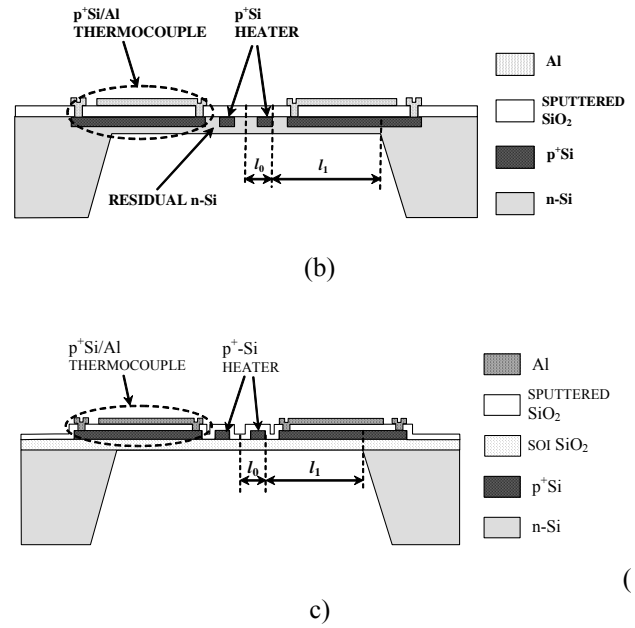 p⁺Si/Al
THERMOCOUPLE
p⁺Si
HEATER
Al
SPUTTERED
SiO₂
p⁺Si
n-Si
l₀
l₁
RESIDUAL n-Si
(b)
p⁺Si/Al
THERMOCOUPLE
p⁺-Si
HEATER
Al
SPUTTERED
SiO₂
SOI SiO₂
p⁺Si
n-Si
l₀
l₁
(
c)